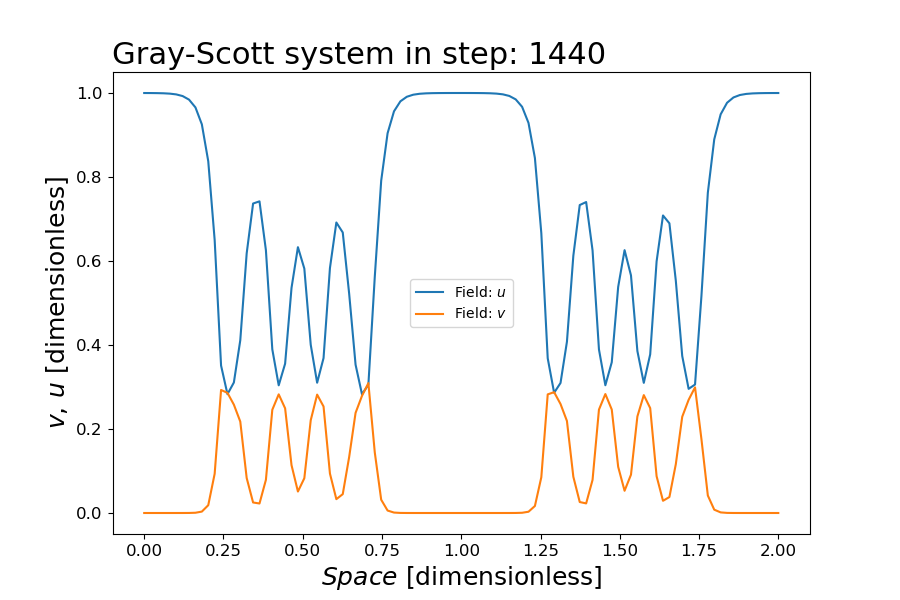 Gray-Scott system in step: 1440
1.0
0.8
0.6
0.4
0.2
0.0
v, u [dimensionless]
Field: u
Field: v
0.00 0.25 0.50 0.75 1.00 1.25 1.50 1.75 2.00
Space [dimensionless]